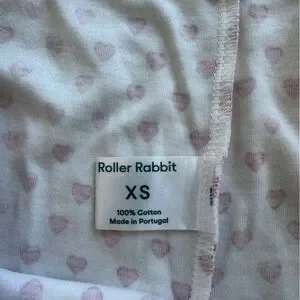 Roller Rabbit
XS
100% Cotton
Made in Portugal